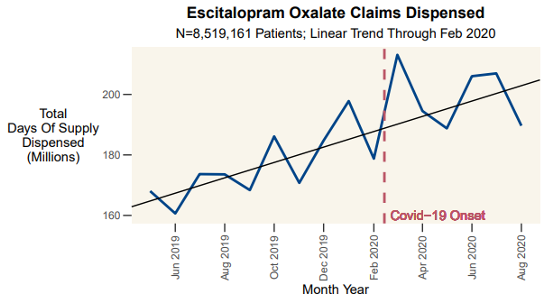 Escitalopram Oxalate Claims Dispensed
N=8,519,161 Patients; Linear Trend Through Feb 2020
Total
Days Of Supply
Dispensed
(Millions)
200
180
160
Covid−19 Onset
Jun 2019
Aug 2019
Oct 2019
Dec 2019
Feb 2020
Apr 2020
Jun 2020
Aug 2020
Month Year